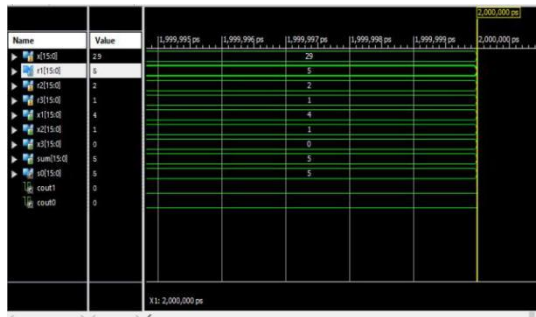 2,000,000 ps
Name Value 1,999,995 ps 1,999,996 ps 1,999,997 ps 1,999,998 ps 1,999,999 ps 2,000,000 ps
x[15:0] 29 29
r1[15:0] 5 5
r2[15:0] 2 2
r3[15:0] 1 1
x1[15:0] 4 4
x2[15:0] 1 1
x3[15:0] 0 0
sum[15:0] 5 5
s0[15:0] 5 5
cout1 0
cout0 0
X1: 2,000,000 ps